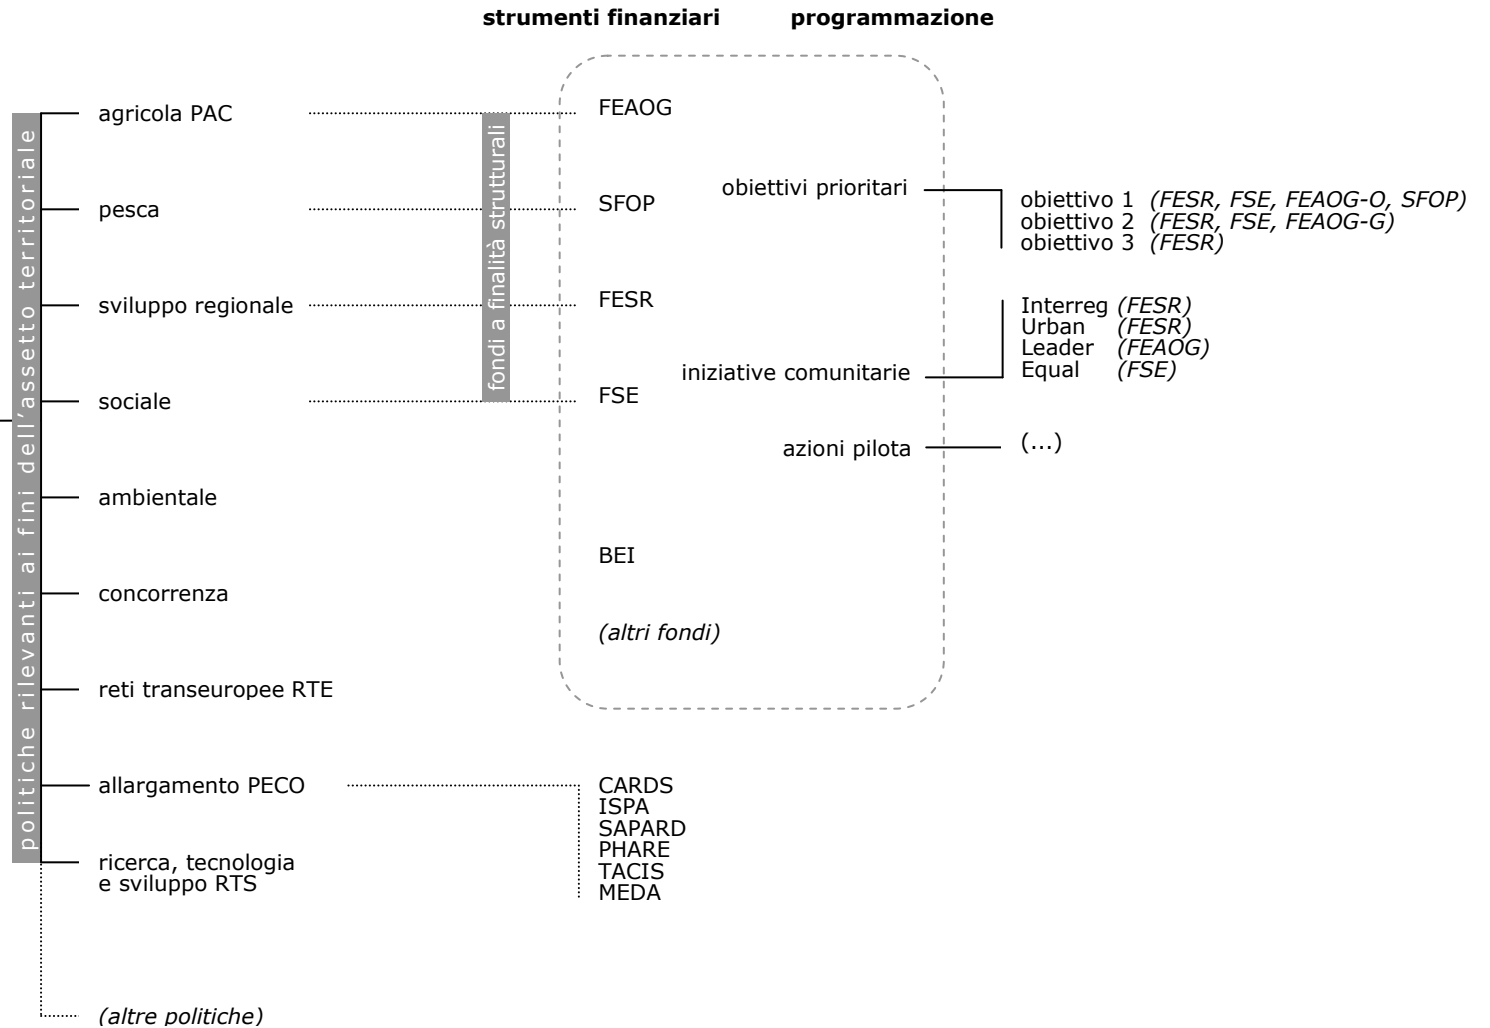 strumenti finanziari programmazione
politiche rilevanti ai fini dell'assetto territoriale
agricola PAC
pesca
sviluppo regionale
sociale
ambientale
concorrenza
reti transeuropee RTE
allargamento PECO
ricerca, tecnologia
e sviluppo RTS
(altre politiche)
fondi a finalità strutturali
FEAOG
SFOP
FESR
FSE
BEI
(altri fondi)
CARDS
ISPA
SAPARD
PHARE
TACIS
MEDA
obiettivi prioritari
obiettivo 1 (FESR, FSE, FEAOG-O, SFOP)
obiettivo 2 (FESR, FSE, FEAOG-G)
obiettivo 3 (FESR)
iniziative comunitarie
Interreg (FESR)
Urban (FESR)
Leader (FEAOG)
Equal (FSE)
azioni pilota
(...)